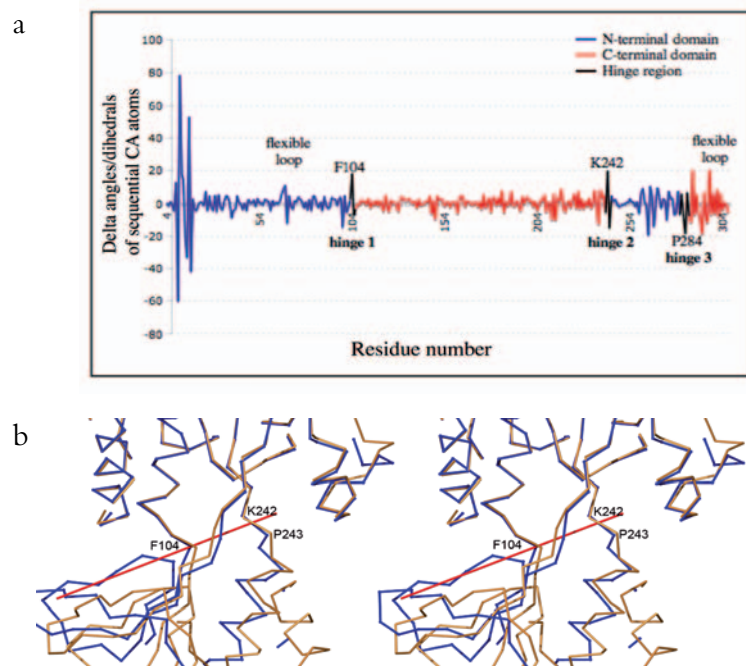 a
100
80
60
40
20
0
-20
-40
-60
-80
Delta angles/dihedrals
of sequential CA atoms
N-terminal domain
C-terminal domain
Hinge region
flexible
loop
F104
K242
flexible
loop
4
54
104
154
204
254
304
hinge 1
hinge 2
P284
hinge 3
Residue number
b
K242
F104
P243
K242
F104
P243